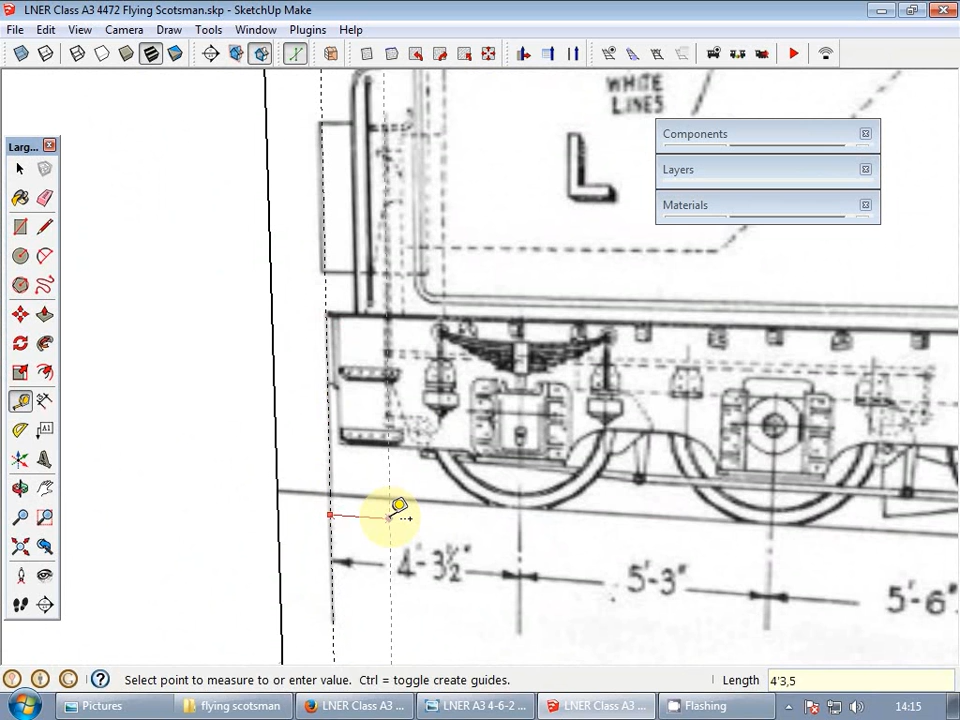 LNER Class A3 4472 Flying Scotsman.skp - SketchUp Make
File Edit View Camera Draw Tools Window Plugins Help
WHITE
LINES
L
Components
Layers
Materials
Larg...
A1
4'-3½"
5'-3"
5'-6"
Select point to measure to or enter value. Ctrl = toggle create guides.
Length 4'3,5
Pictures
flying scotsman
LNER Class A3 ...
LNER A3 4-6-2 ...
LNER Class A3 ...
Flashing
14:15